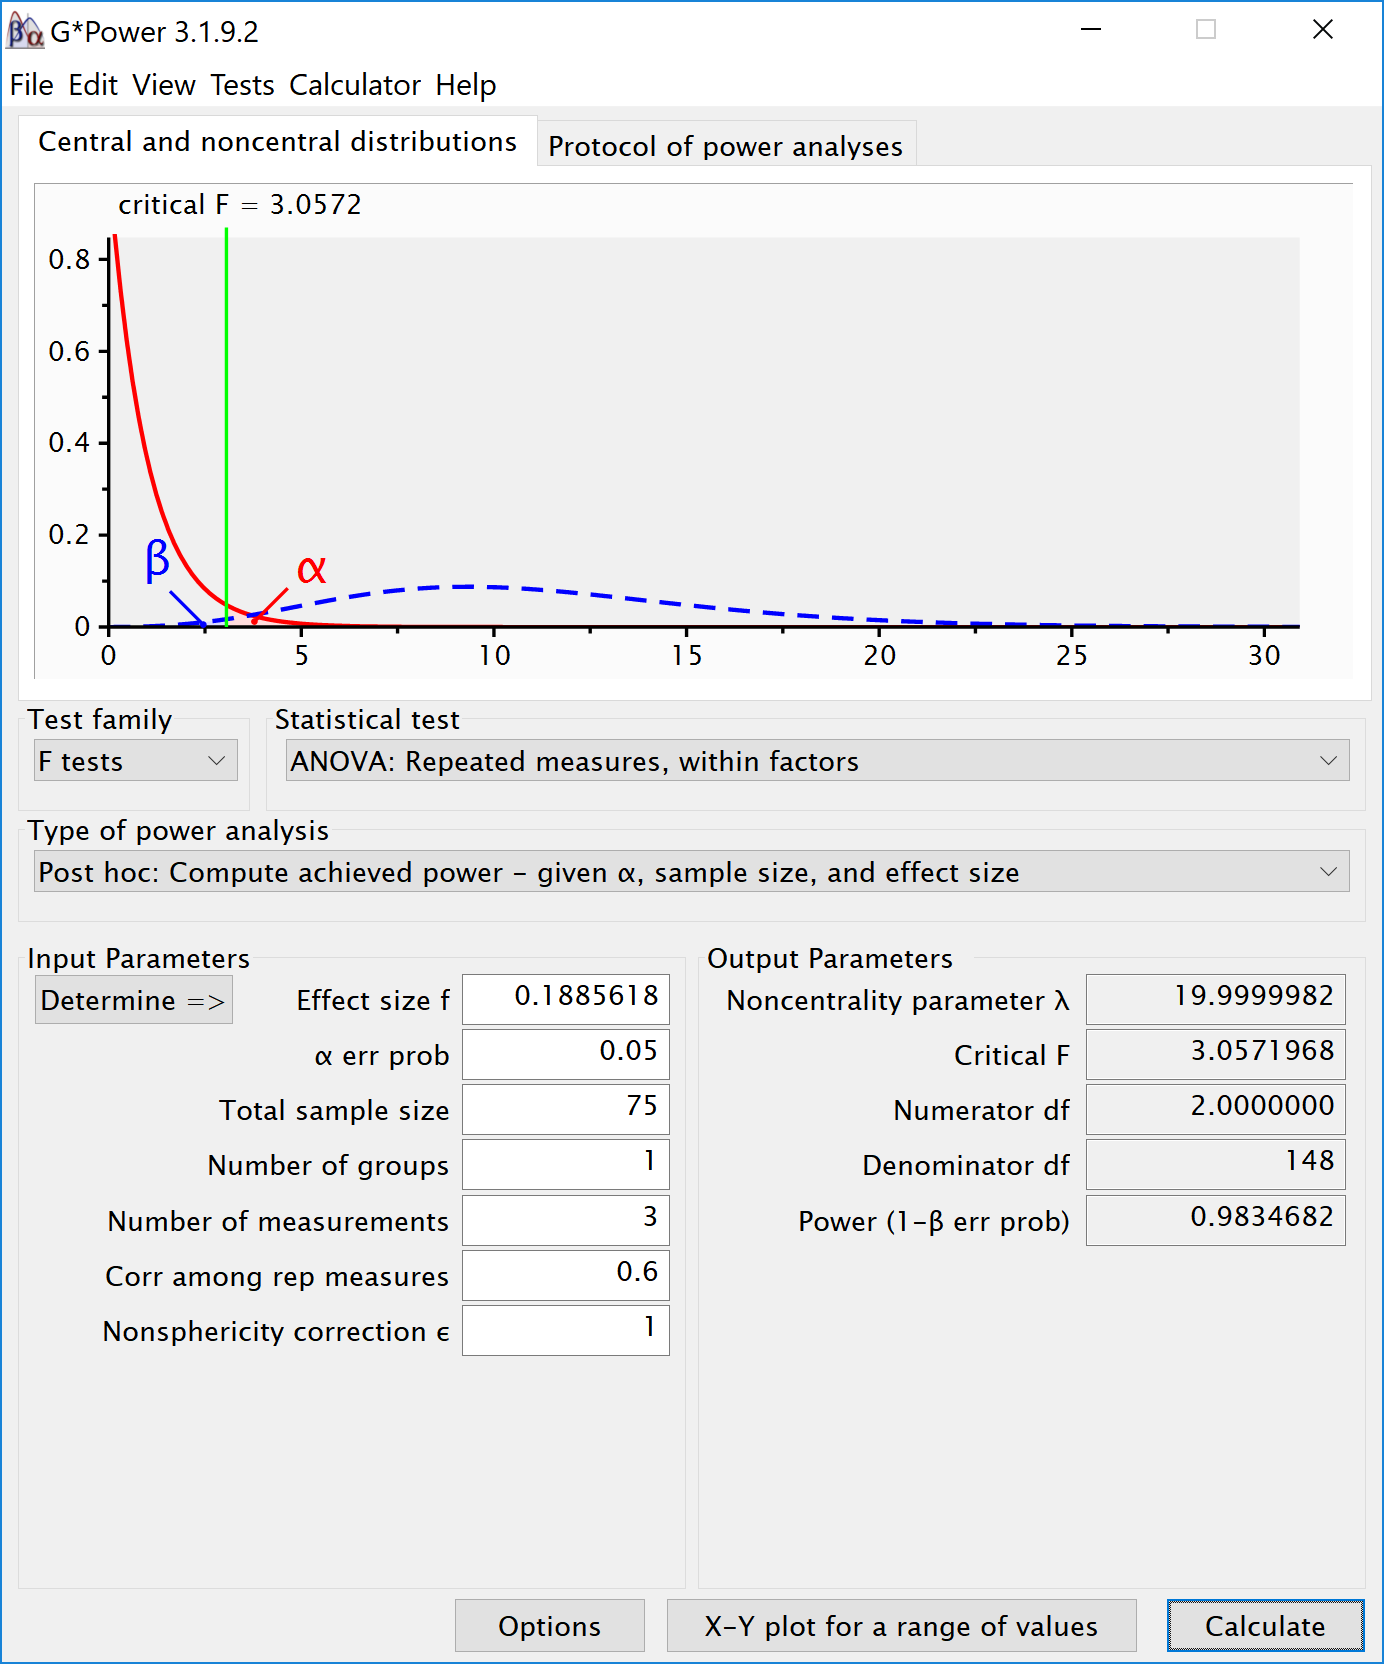 G*Power 3.1.9.2
File Edit View Tests Calculator Help
Central and noncentral distributions
Protocol of power analyses
critical F = 3.0572
0.8
0.6
0.4
0.2
0
β
α
0 5 10 15 20 25 30
Test family
Statistical test
F tests
ANOVA: Repeated measures, within factors
Type of power analysis
Post hoc: Compute achieved power – given α, sample size, and effect size
Input Parameters
Determine =>
Effect size f 0.1885618
α err prob 0.05
Total sample size 75
Number of groups 1
Number of measurements 3
Corr among rep measures 0.6
Nonsphericity correction ϵ 1
Output Parameters
Noncentrality parameter λ 19.9999982
Critical F 3.0571968
Numerator df 2.0000000
Denominator df 148
Power (1–β err prob) 0.9834682
Options
X–Y plot for a range of values
Calculate